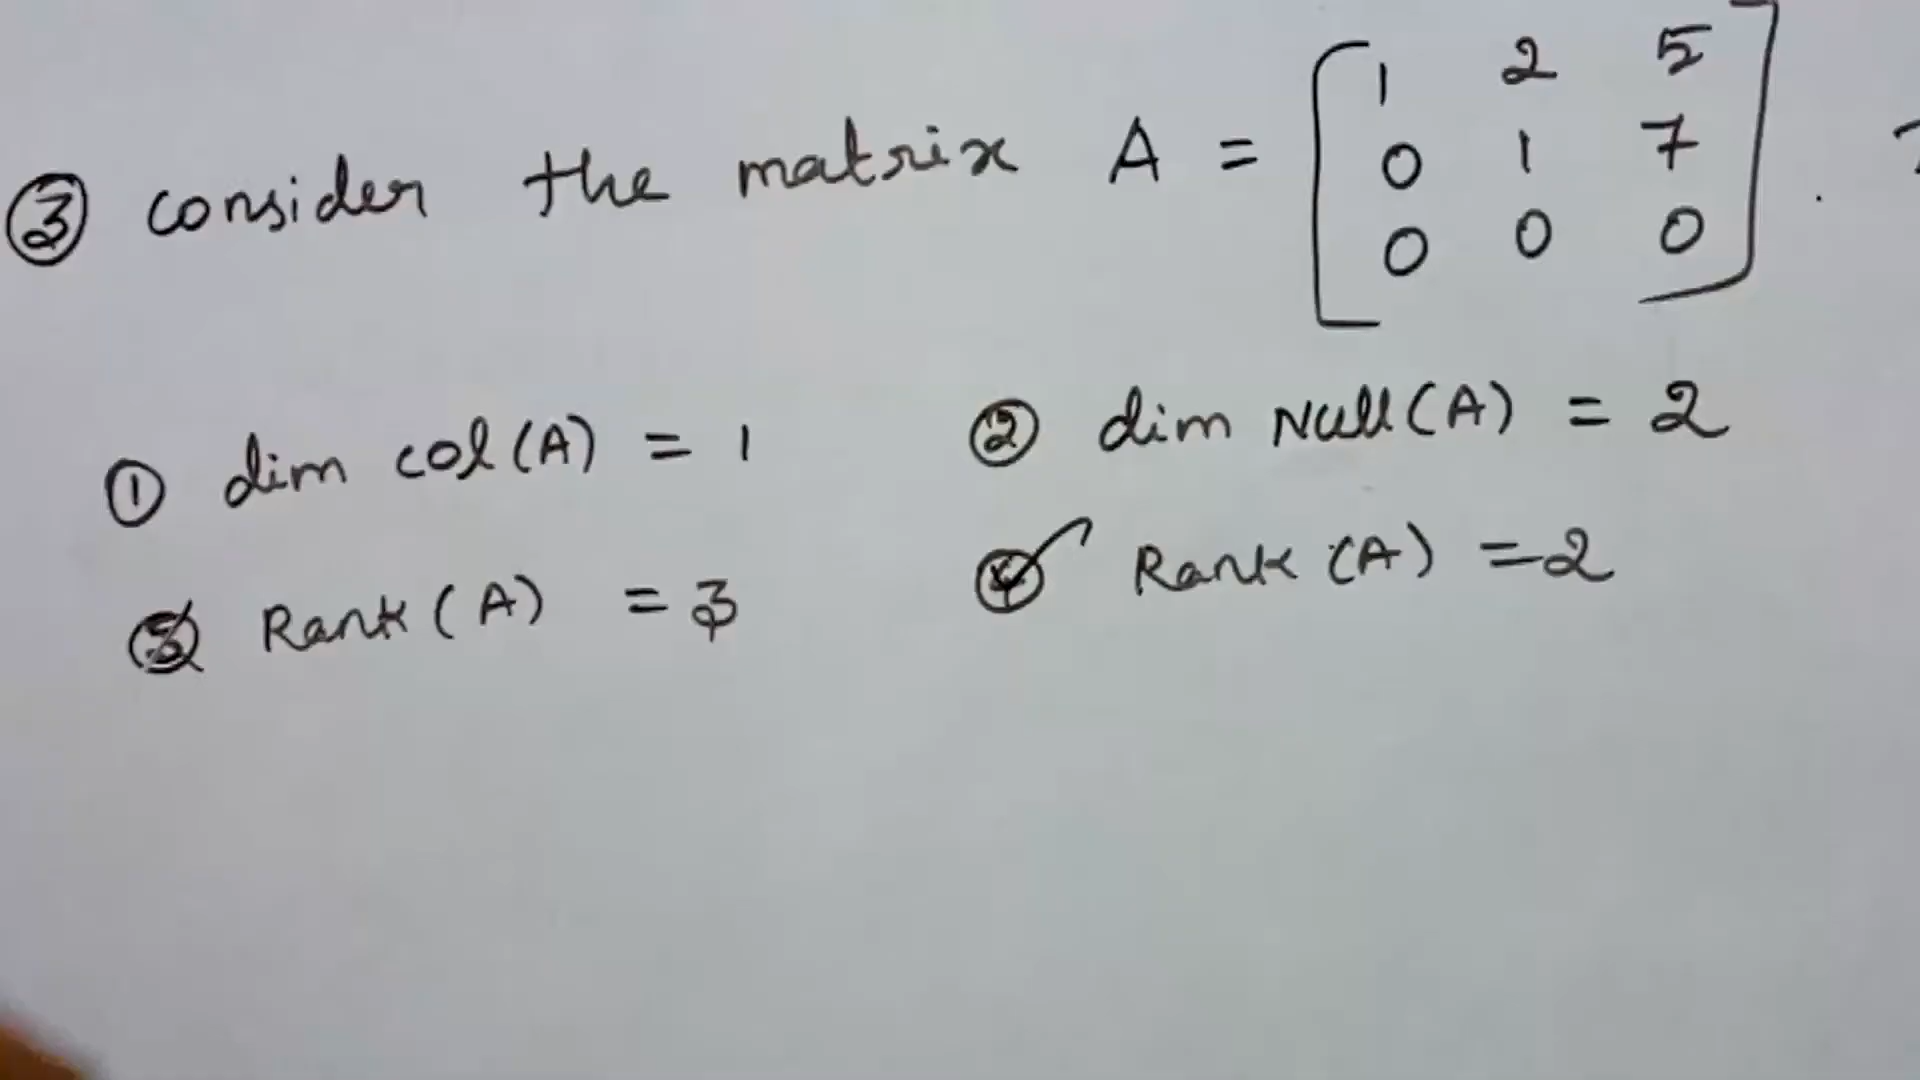 ③ consider the matrix A = [1 2 5
0 1 7
0 0 0].
① dim col(A) = 1
② dim Null(A) = 2
③ Rank(A) = 3
④ Rank(A) = 2